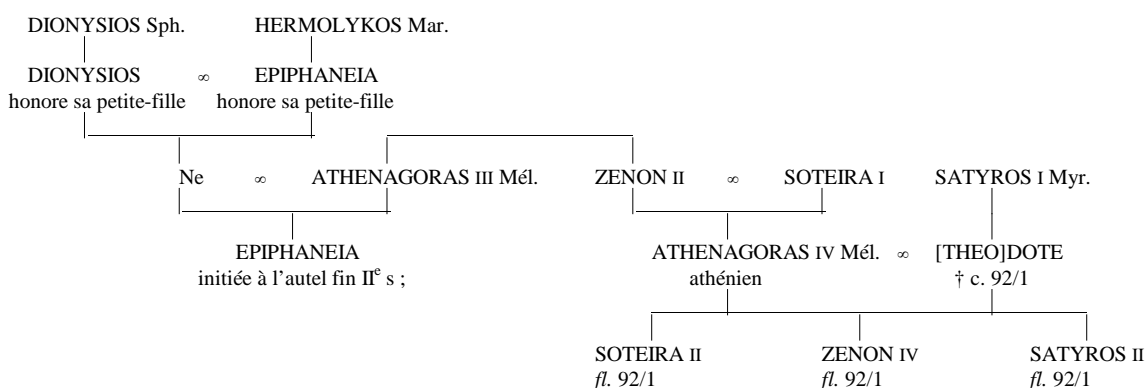 DIONYSIOS Sph. HERMOLYKOS Mar.
DIONYSIOS ∞ EPIPHANEIA
honore sa petite-fille honore sa petite-fille
Ne ∞ ATHENAGORAS III Mél. ZENON II ∞ SOTEIRA I SATYROS I Myr.
EPIPHANEIA ATHENAGORAS IV Mél. ∞ [THEO]DOTE
initiée à l'autel fin IIe s ; athénien † c. 92/1
SOTEIRA II ZENON IV SATYROS II
fl. 92/1 fl. 92/1 fl. 92/1